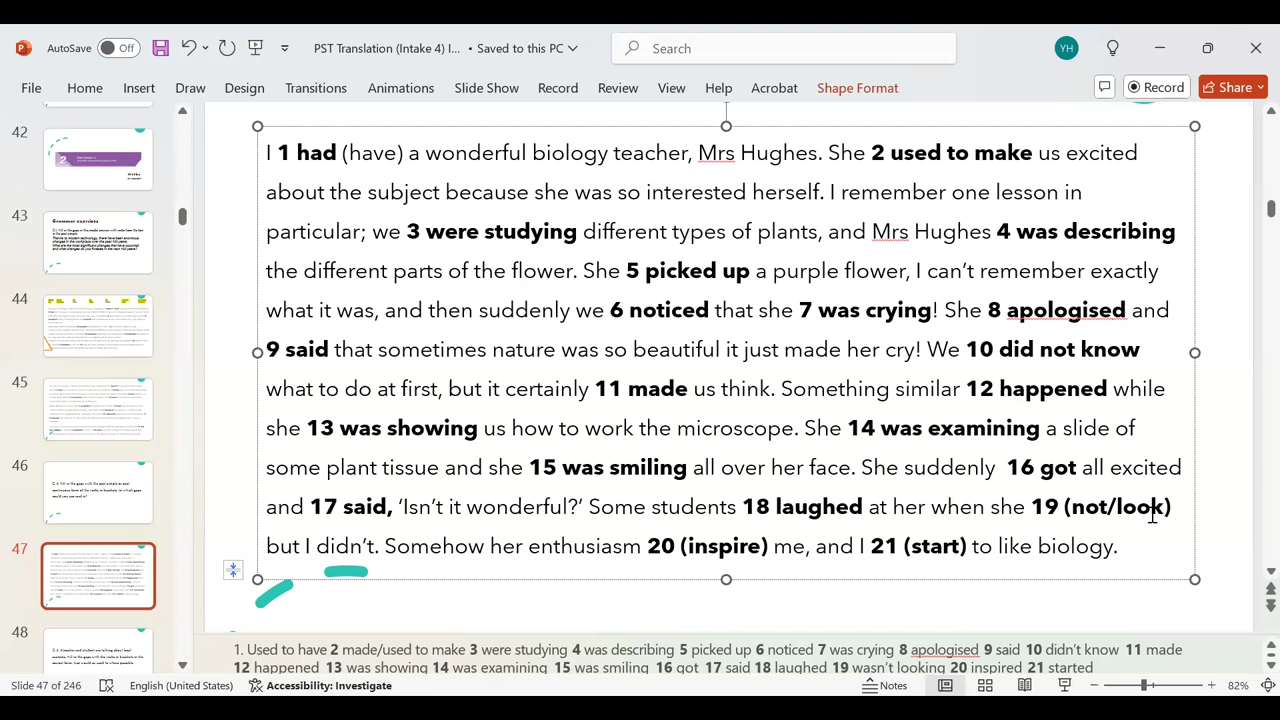 AutoSave Off PST Translation (Intake 4) I... • Saved to this PC Search YH
File Home Insert Draw Design Transitions Animations Slide Show Record Review View Help Acrobat Shape Format Record Share
42
43
Grammar exercises
44
45
46
47
48
I 1 had (have) a wonderful biology teacher, Mrs Hughes. She 2 used to make us excited
about the subject because she was so interested herself. I remember one lesson in
particular; we 3 were studying different types of plants, and Mrs Hughes 4 was describing
the different parts of the flower. She 5 picked up a purple flower, I can't remember exactly
what it was, and then suddenly we 6 noticed that she 7 was crying! She 8 apologised and
9 said that sometimes nature was so beautiful it just made her cry! We 10 did not know
what to do at first, but it certainly 11 made us think. Something similar 12 happened while
she 13 was showing us how to work the microscope. She 14 was examining a slide of
some plant tissue and she 15 was smiling all over her face. She suddenly 16 got all excited
and 17 said, ‘Isn't it wonderful?’ Some students 18 laughed at her when she 19 (not/look)
but I didn't. Somehow her enthusiasm 20 (inspire) me, and I 21 (start) to like biology.
1. Used to have 2 made/used to make 3 were studying 4 was describing 5 picked up 6 noticed 7 was crying 8 apologised 9 said 10 didn't know 11 made
12 happened 13 was showing 14 was examining 15 was smiling 16 got 17 said 18 laughed 19 wasn't looking 20 inspired 21 started
Slide 47 of 246 English (United States) Accessibility: Investigate Notes 82%